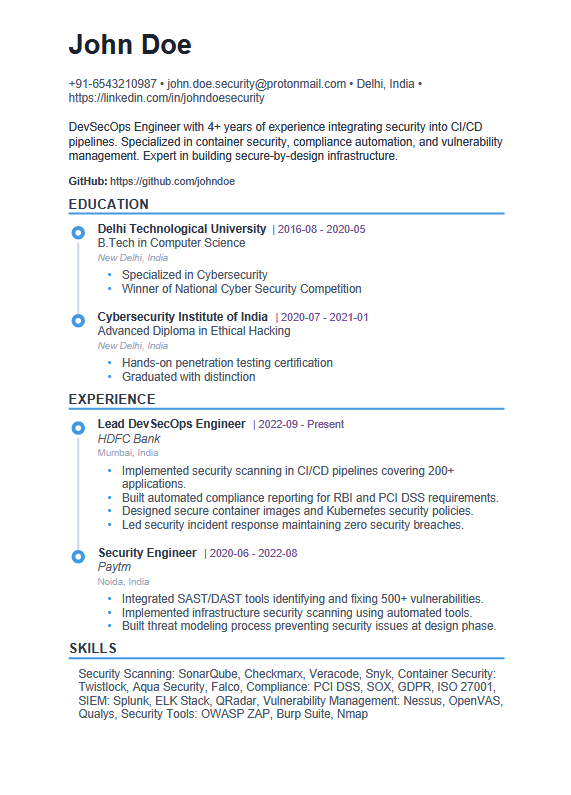 John Doe
+91-6543210987 • john.doe.security@protonmail.com • Delhi, India •
https://linkedin.com/in/johndoesecurity
DevSecOps Engineer with 4+ years of experience integrating security into CI/CD
pipelines. Specialized in container security, compliance automation, and vulnerability
management. Expert in building secure-by-design infrastructure.
GitHub: https://github.com/johndoe
EDUCATION
Delhi Technological University | 2016-08 - 2020-05
B.Tech in Computer Science
New Delhi, India
• Specialized in Cybersecurity
• Winner of National Cyber Security Competition
Cybersecurity Institute of India | 2020-07 - 2021-01
Advanced Diploma in Ethical Hacking
New Delhi, India
• Hands-on penetration testing certification
• Graduated with distinction
EXPERIENCE
Lead DevSecOps Engineer | 2022-09 - Present
HDFC Bank
Mumbai, India
• Implemented security scanning in CI/CD pipelines covering 200+
applications.
• Built automated compliance reporting for RBI and PCI DSS requirements.
• Designed secure container images and Kubernetes security policies.
• Led security incident response maintaining zero security breaches.
Security Engineer | 2020-06 - 2022-08
Paytm
Noida, India
• Integrated SAST/DAST tools identifying and fixing 500+ vulnerabilities.
• Implemented infrastructure security scanning using automated tools.
• Built threat modeling process preventing security issues at design phase.
SKILLS
Security Scanning: SonarQube, Checkmarx, Veracode, Snyk, Container Security:
Twistlock, Aqua Security, Falco, Compliance: PCI DSS, SOX, GDPR, ISO 27001,
SIEM: Splunk, ELK Stack, QRadar, Vulnerability Management: Nessus, OpenVAS,
Qualys, Security Tools: OWASP ZAP, Burp Suite, Nmap